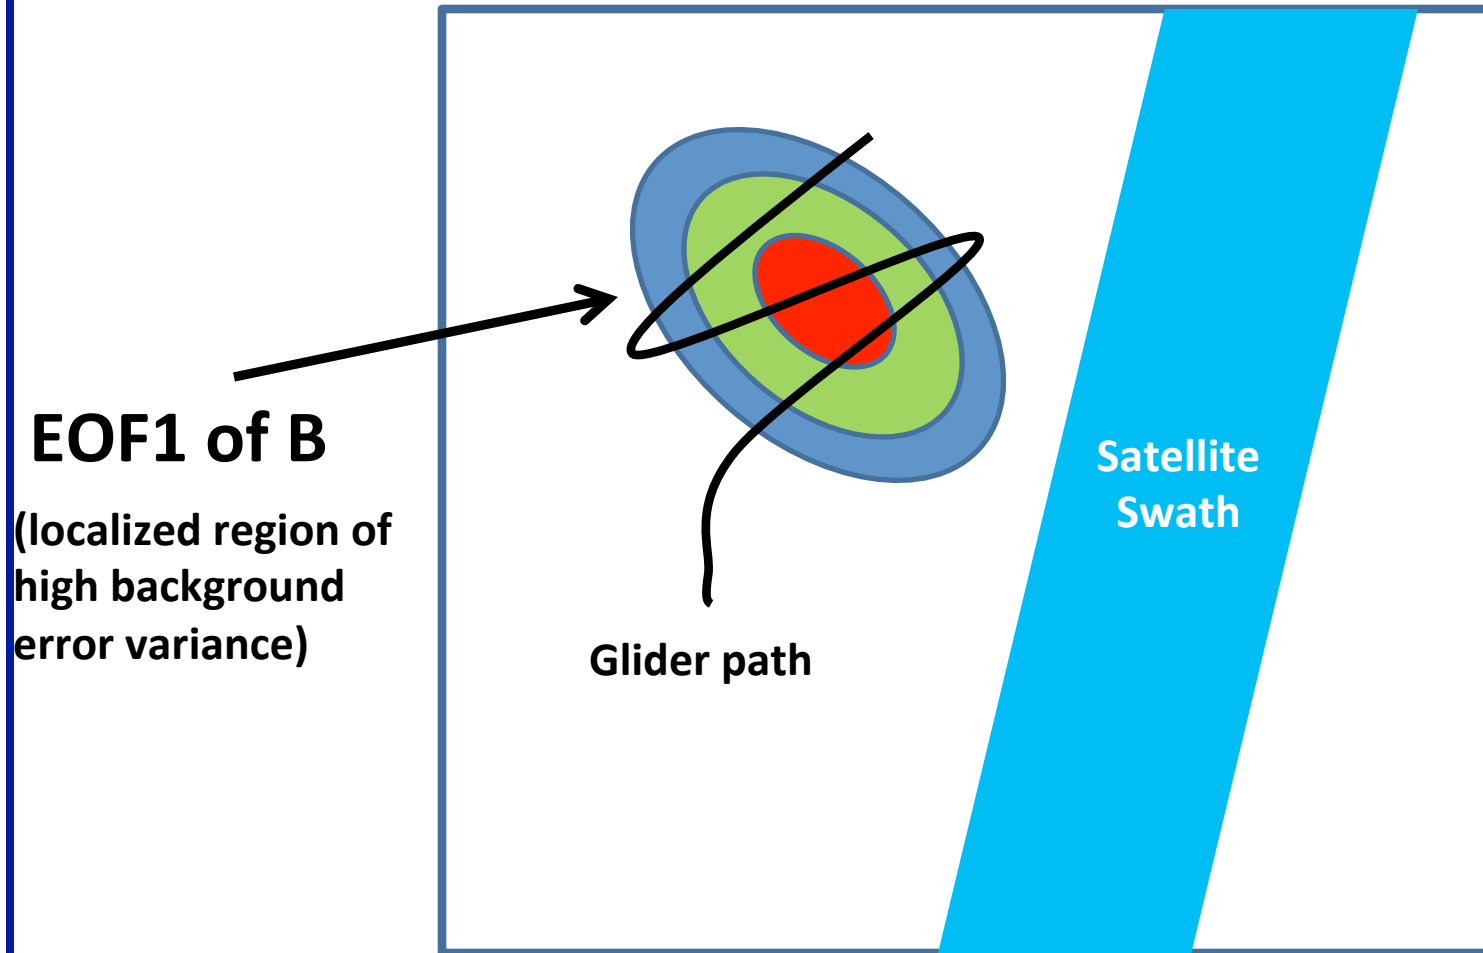 EOF1 of B
(localized region of
high background
error variance)
Glider path
Satellite
Swath